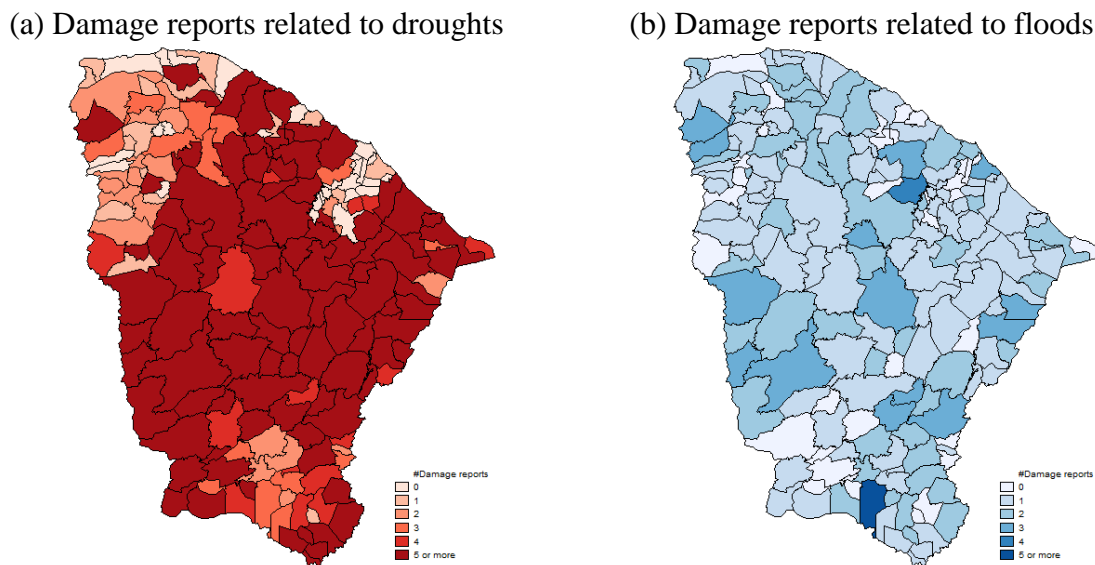 (a) Damage reports related to droughts
(b) Damage reports related to floods
#Damage reports
0
1
2
3
4
5 or more
#Damage reports
0
1
2
3
4
5 or more